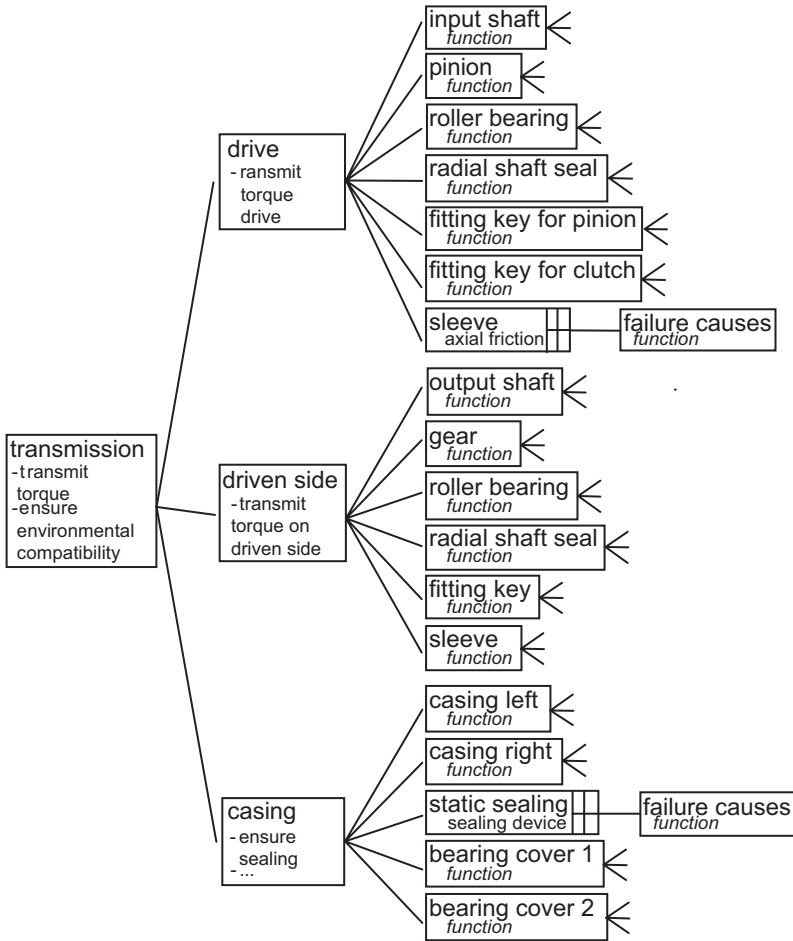 input shaft
function
pinion
function
roller bearing
function
radial shaft seal
function
fitting key for pinion
function
fitting key for clutch
function
sleeve
axial friction
failure causes
function
drive
-ransmit
torque
drive
output shaft
function
gear
function
roller bearing
function
radial shaft seal
function
fitting key
function
sleeve
function
transmission
-transmit
torque
-ensure
environmental
compatibility
driven side
-transmit
torque on
driven side
casing left
function
casing right
function
static sealing
sealing device
failure causes
function
bearing cover 1
function
bearing cover 2
function
casing
-ensure
sealing
-...